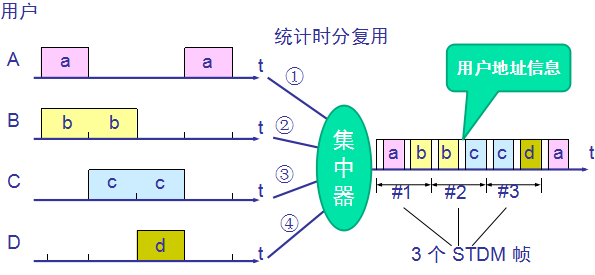 用户
统计时分复用
用户地址信息
A a a t ①
B b b t ②
C c c t ③
D d t ④
集中器
a b b c c d a t
#1 #2 #3
3 个 STDM 帧